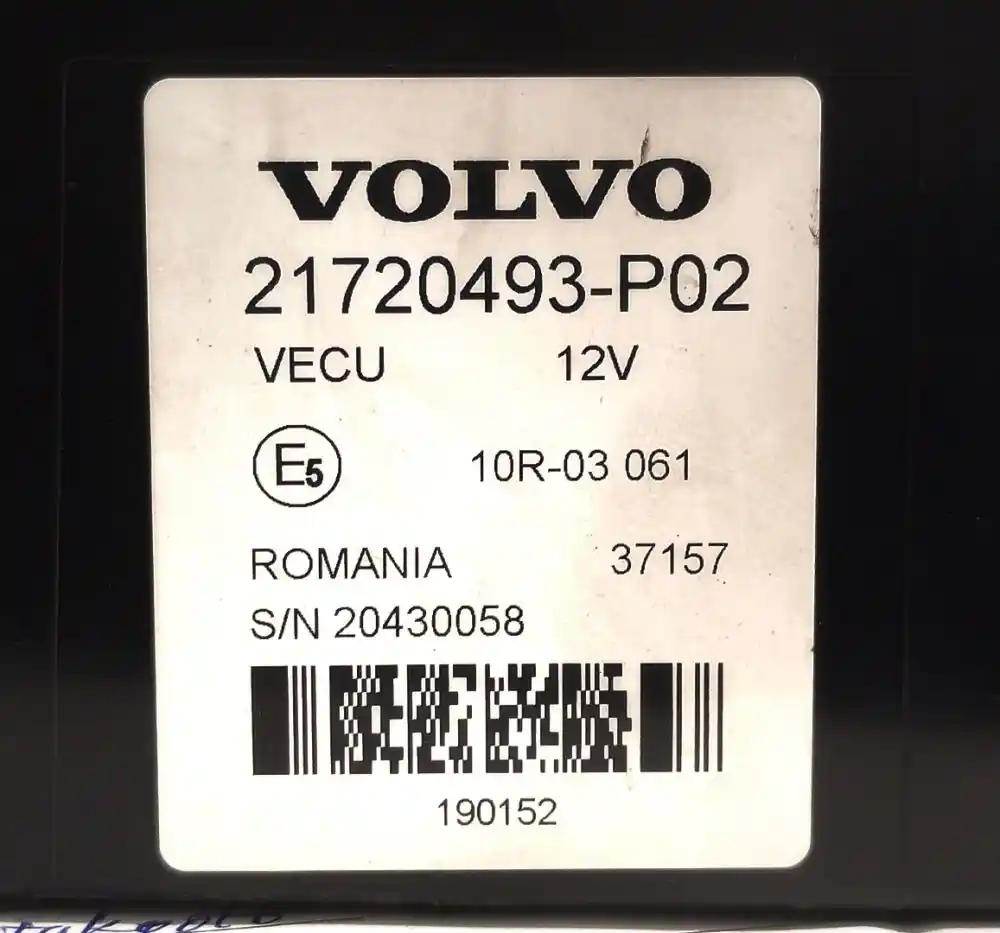 VOLVO
21720493-P02
VECU 12V
E5 10R-03 061
ROMANIA 37157
S/N 20430058
190152